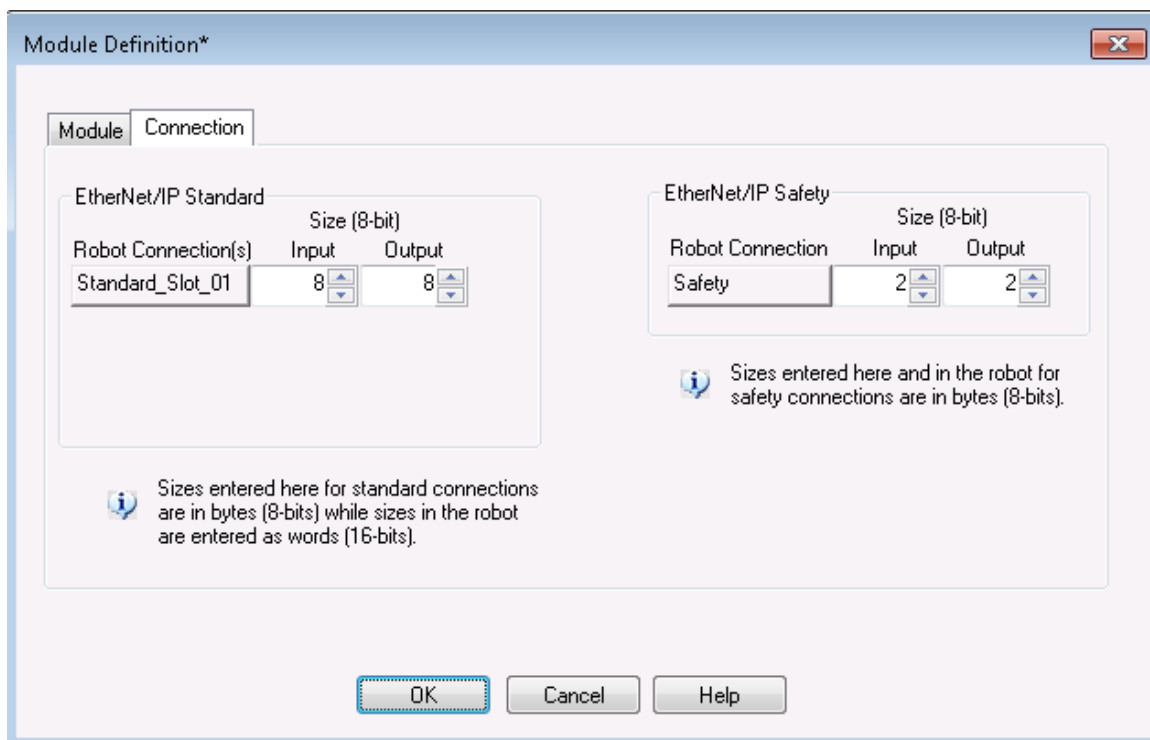 Module Definition*
Module Connection
EtherNet/IP Standard
Size (8-bit)
Robot Connection(s) Input Output
Standard_Slot_01 8 8
EtherNet/IP Safety
Size (8-bit)
Robot Connection Input Output
Safety 2 2
Sizes entered here and in the robot for
safety connections are in bytes (8-bits).
Sizes entered here for standard connections
are in bytes (8-bits) while sizes in the robot
are entered as words (16-bits).
OK Cancel Help